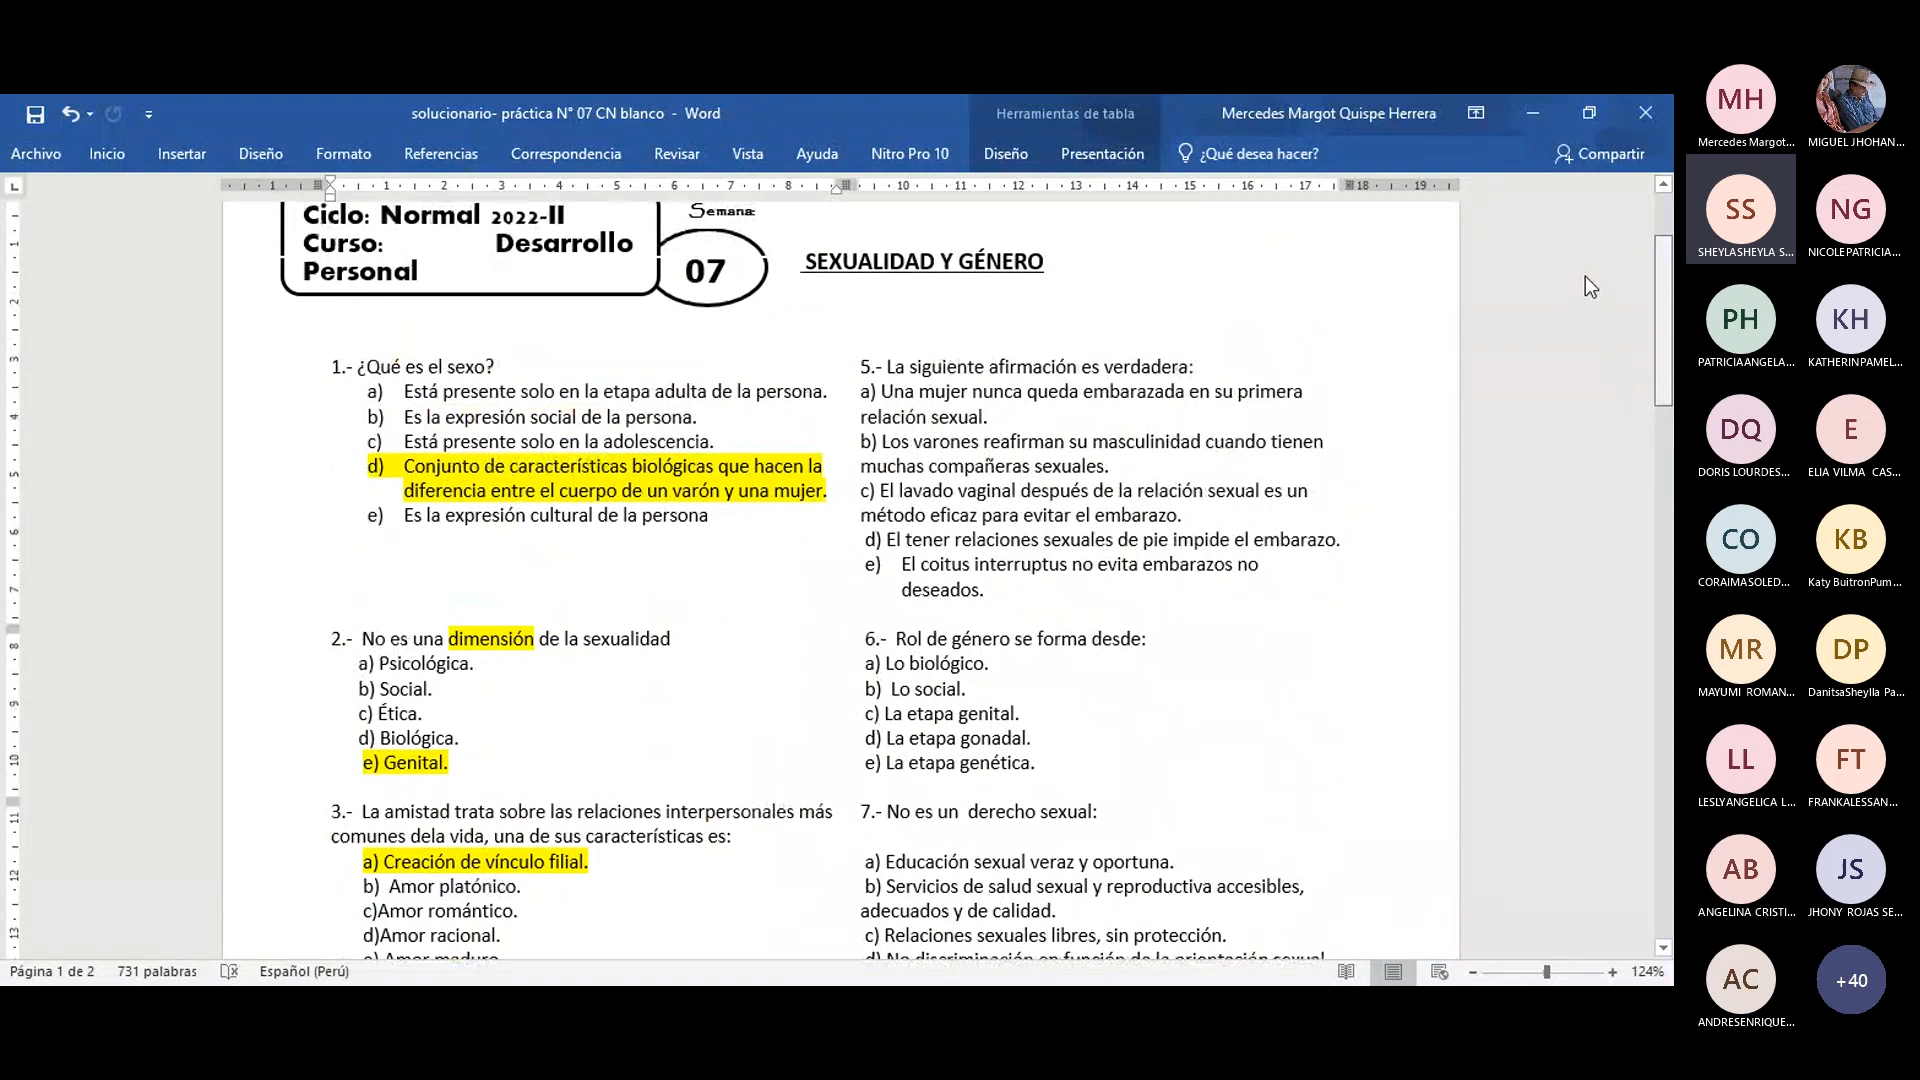 solucionario- práctica N° 07 CN blanco - Word
Herramientas de tabla
Mercedes Margot Quispe Herrera
Archivo Inicio Insertar Diseño Formato Referencias Correspondencia Revisar Vista Ayuda Nitro Pro 10 Diseño Presentación ¿Qué desea hacer? Compartir
Ciclo: Normal 2022-II
Curso: Desarrollo
Personal
Semana:
07
SEXUALIDAD Y GÉNERO
1.- ¿Qué es el sexo?
a) Está presente solo en la etapa adulta de la persona.
b) Es la expresión social de la persona.
c) Está presente solo en la adolescencia.
d) Conjunto de características biológicas que hacen la
diferencia entre el cuerpo de un varón y una mujer.
e) Es la expresión cultural de la persona
2.- No es una dimensión de la sexualidad
a) Psicológica.
b) Social.
c) Ética.
d) Biológica.
e) Genital.
3.- La amistad trata sobre las relaciones interpersonales más
comunes dela vida, una de sus características es:
a) Creación de vínculo filial.
b) Amor platónico.
c)Amor romántico.
d)Amor racional.
e) Amor maduro
5.- La siguiente afirmación es verdadera:
a) Una mujer nunca queda embarazada en su primera
relación sexual.
b) Los varones reafirman su masculinidad cuando tienen
muchas compañeras sexuales.
c) El lavado vaginal después de la relación sexual es un
método eficaz para evitar el embarazo.
d) El tener relaciones sexuales de pie impide el embarazo.
e) El coitus interruptus no evita embarazos no
deseados.
6.- Rol de género se forma desde:
a) Lo biológico.
b) Lo social.
c) La etapa genital.
d) La etapa gonadal.
e) La etapa genética.
7.- No es un derecho sexual:
a) Educación sexual veraz y oportuna.
b) Servicios de salud sexual y reproductiva accesibles,
adecuados y de calidad.
c) Relaciones sexuales libres, sin protección.
d) No discriminación en función de la orientación sexual
Página 1 de 2 731 palabras Español (Perú) 124%
MH
Mercedes Margot... MIGUEL JHOHAN...
SS NG
SHEYLASHEYLA S... NICOLEPATRICIA...
PH KH
PATRICIAANGELA... KATHERINPAMEL...
DQ E
DORIS LOURDES... ELIA VILMA CAS...
CO KB
CORAIMASOLED... Katy BuitronPum...
MR DP
MAYUMI ROMAN... DanitsaSheylla Pa...
LL FT
LESLYANGELICA L... FRANKALESSAN...
AB JS
ANGELINA CRISTI... JHONY ROJAS SE...
AC +40
ANDRESENRIQUE...